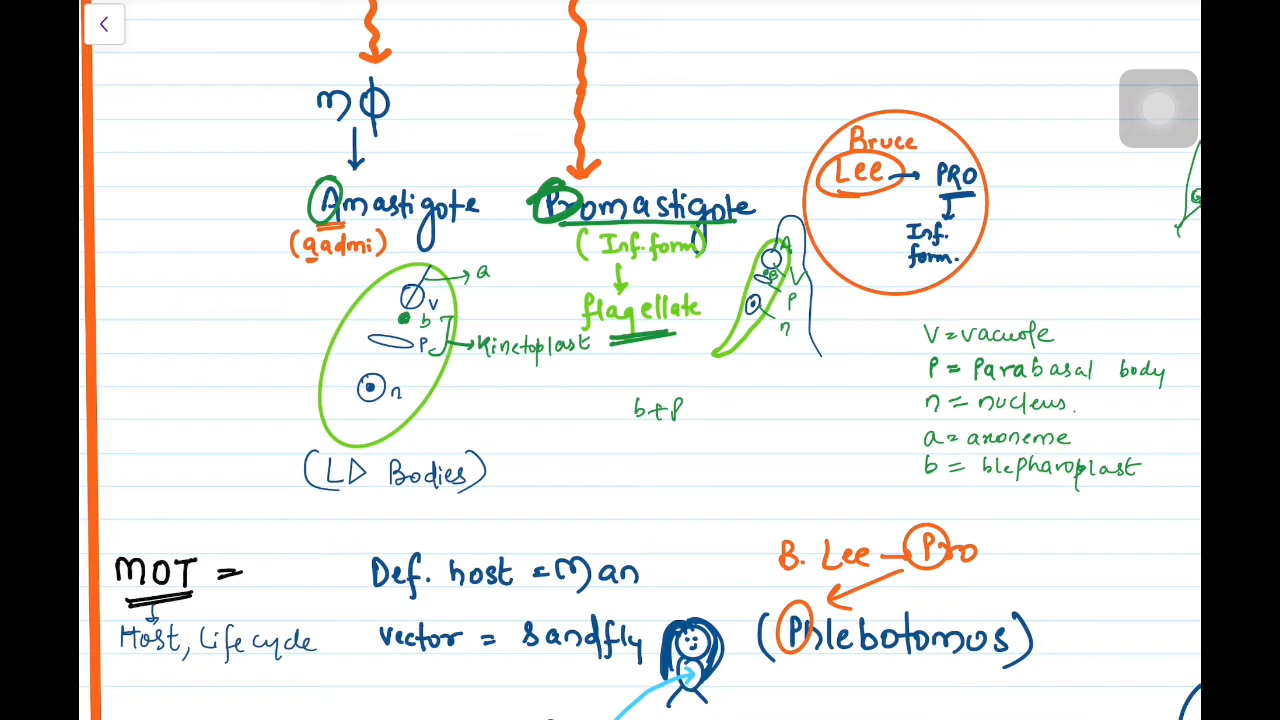 mϕ
Bruce
Lee → PRO
Inf.
form.
Amastigote
(aadmi)
Promastigote
(Inf. form)
flagellate
a
v
b
P
→ Kinetoplast
n
A
V
B
P
n
b+P
(LD Bodies)
V = vacuole
P = Parabasal body
n = nucleus.
a = axoneme
b = blepharoplast
MOT =
Host, Life cycle
Def. host = Man
vector = sandfly
B. Lee → Pro
(Phlebotomus)